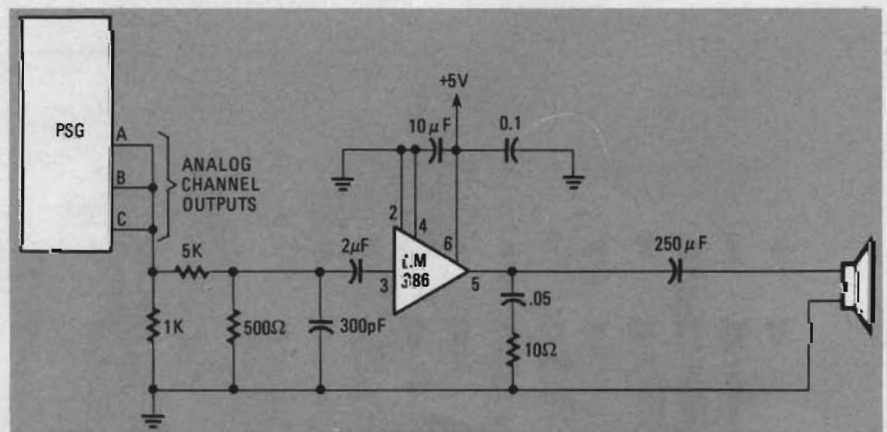 +5V
PSG
A
B
C
ANALOG
CHANNEL
OUTPUTS
10µF
0.1
2
4
6
5K
2µF
3
LM
386
5
250µF
1K
500Ω
300pF
.05
10Ω